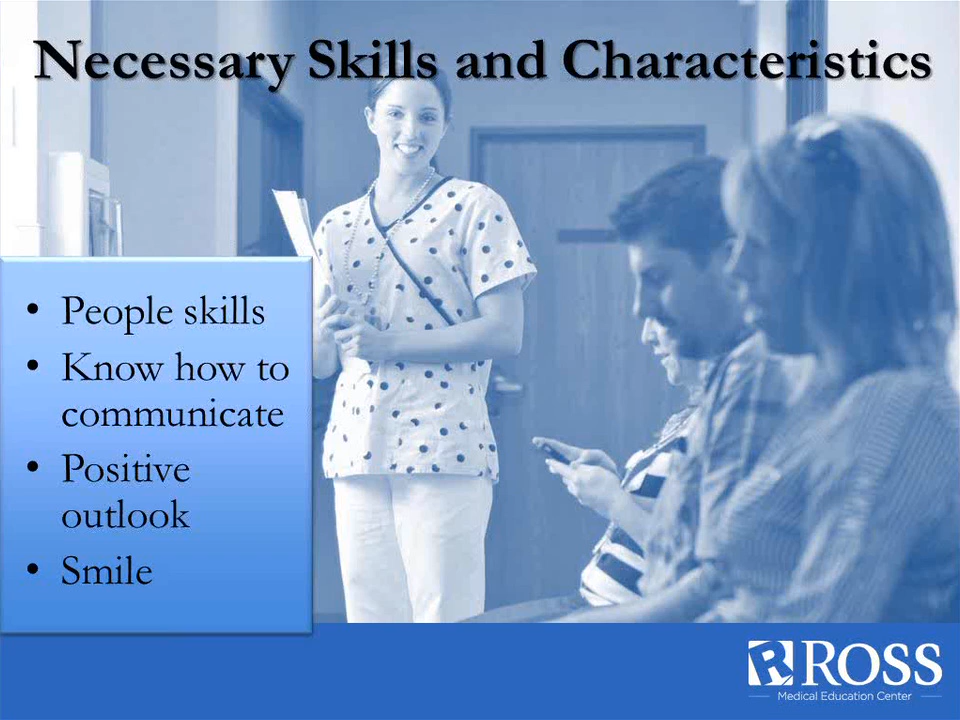 Necessary Skills and Characteristics
• People skills
• Know how to
communicate
• Positive
outlook
• Smile
R ROSS
Medical Education Center